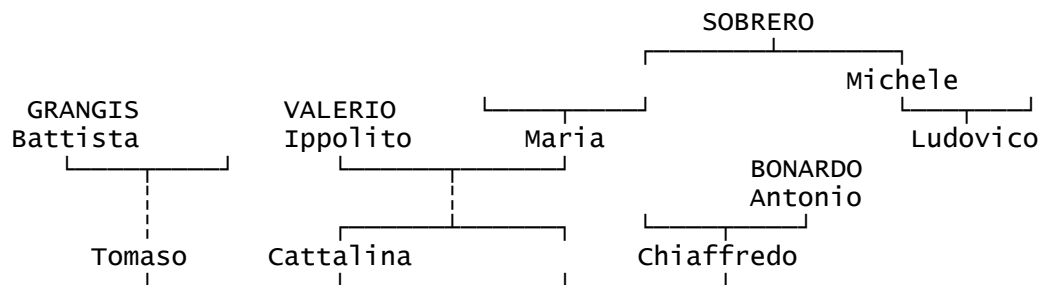 SOBRERO
Michele
GRANGIS VALERIO
Battista Ippolito Maria Ludovico
BONARDO
Antonio
Tomaso Cattalina Chiaffredo